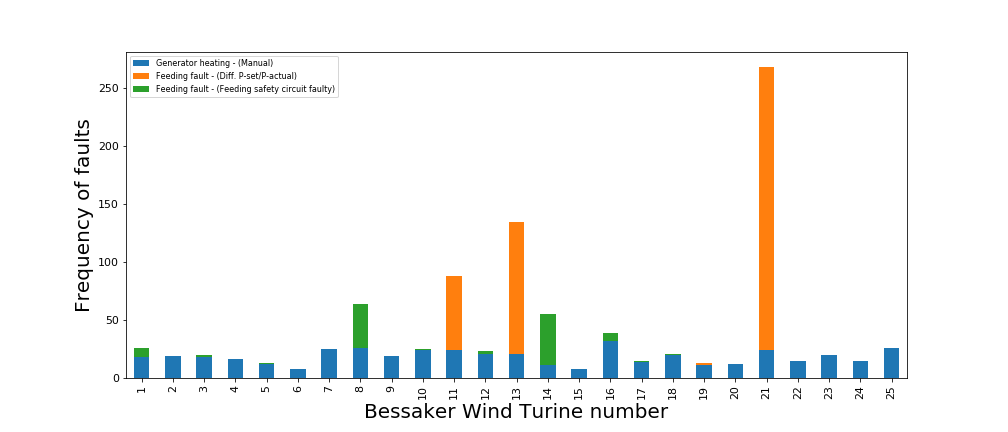 Generator heating - (Manual)
Feeding fault - (Diff. P-set/P-actual)
Feeding fault - (Feeding safety circuit faulty)
Frequency of faults
250
200
150
100
50
0
1 2 3 4 5 6 7 8 9 10 11 12 13 14 15 16 17 18 19 20 21 22 23 24 25
Bessaker Wind Turine number